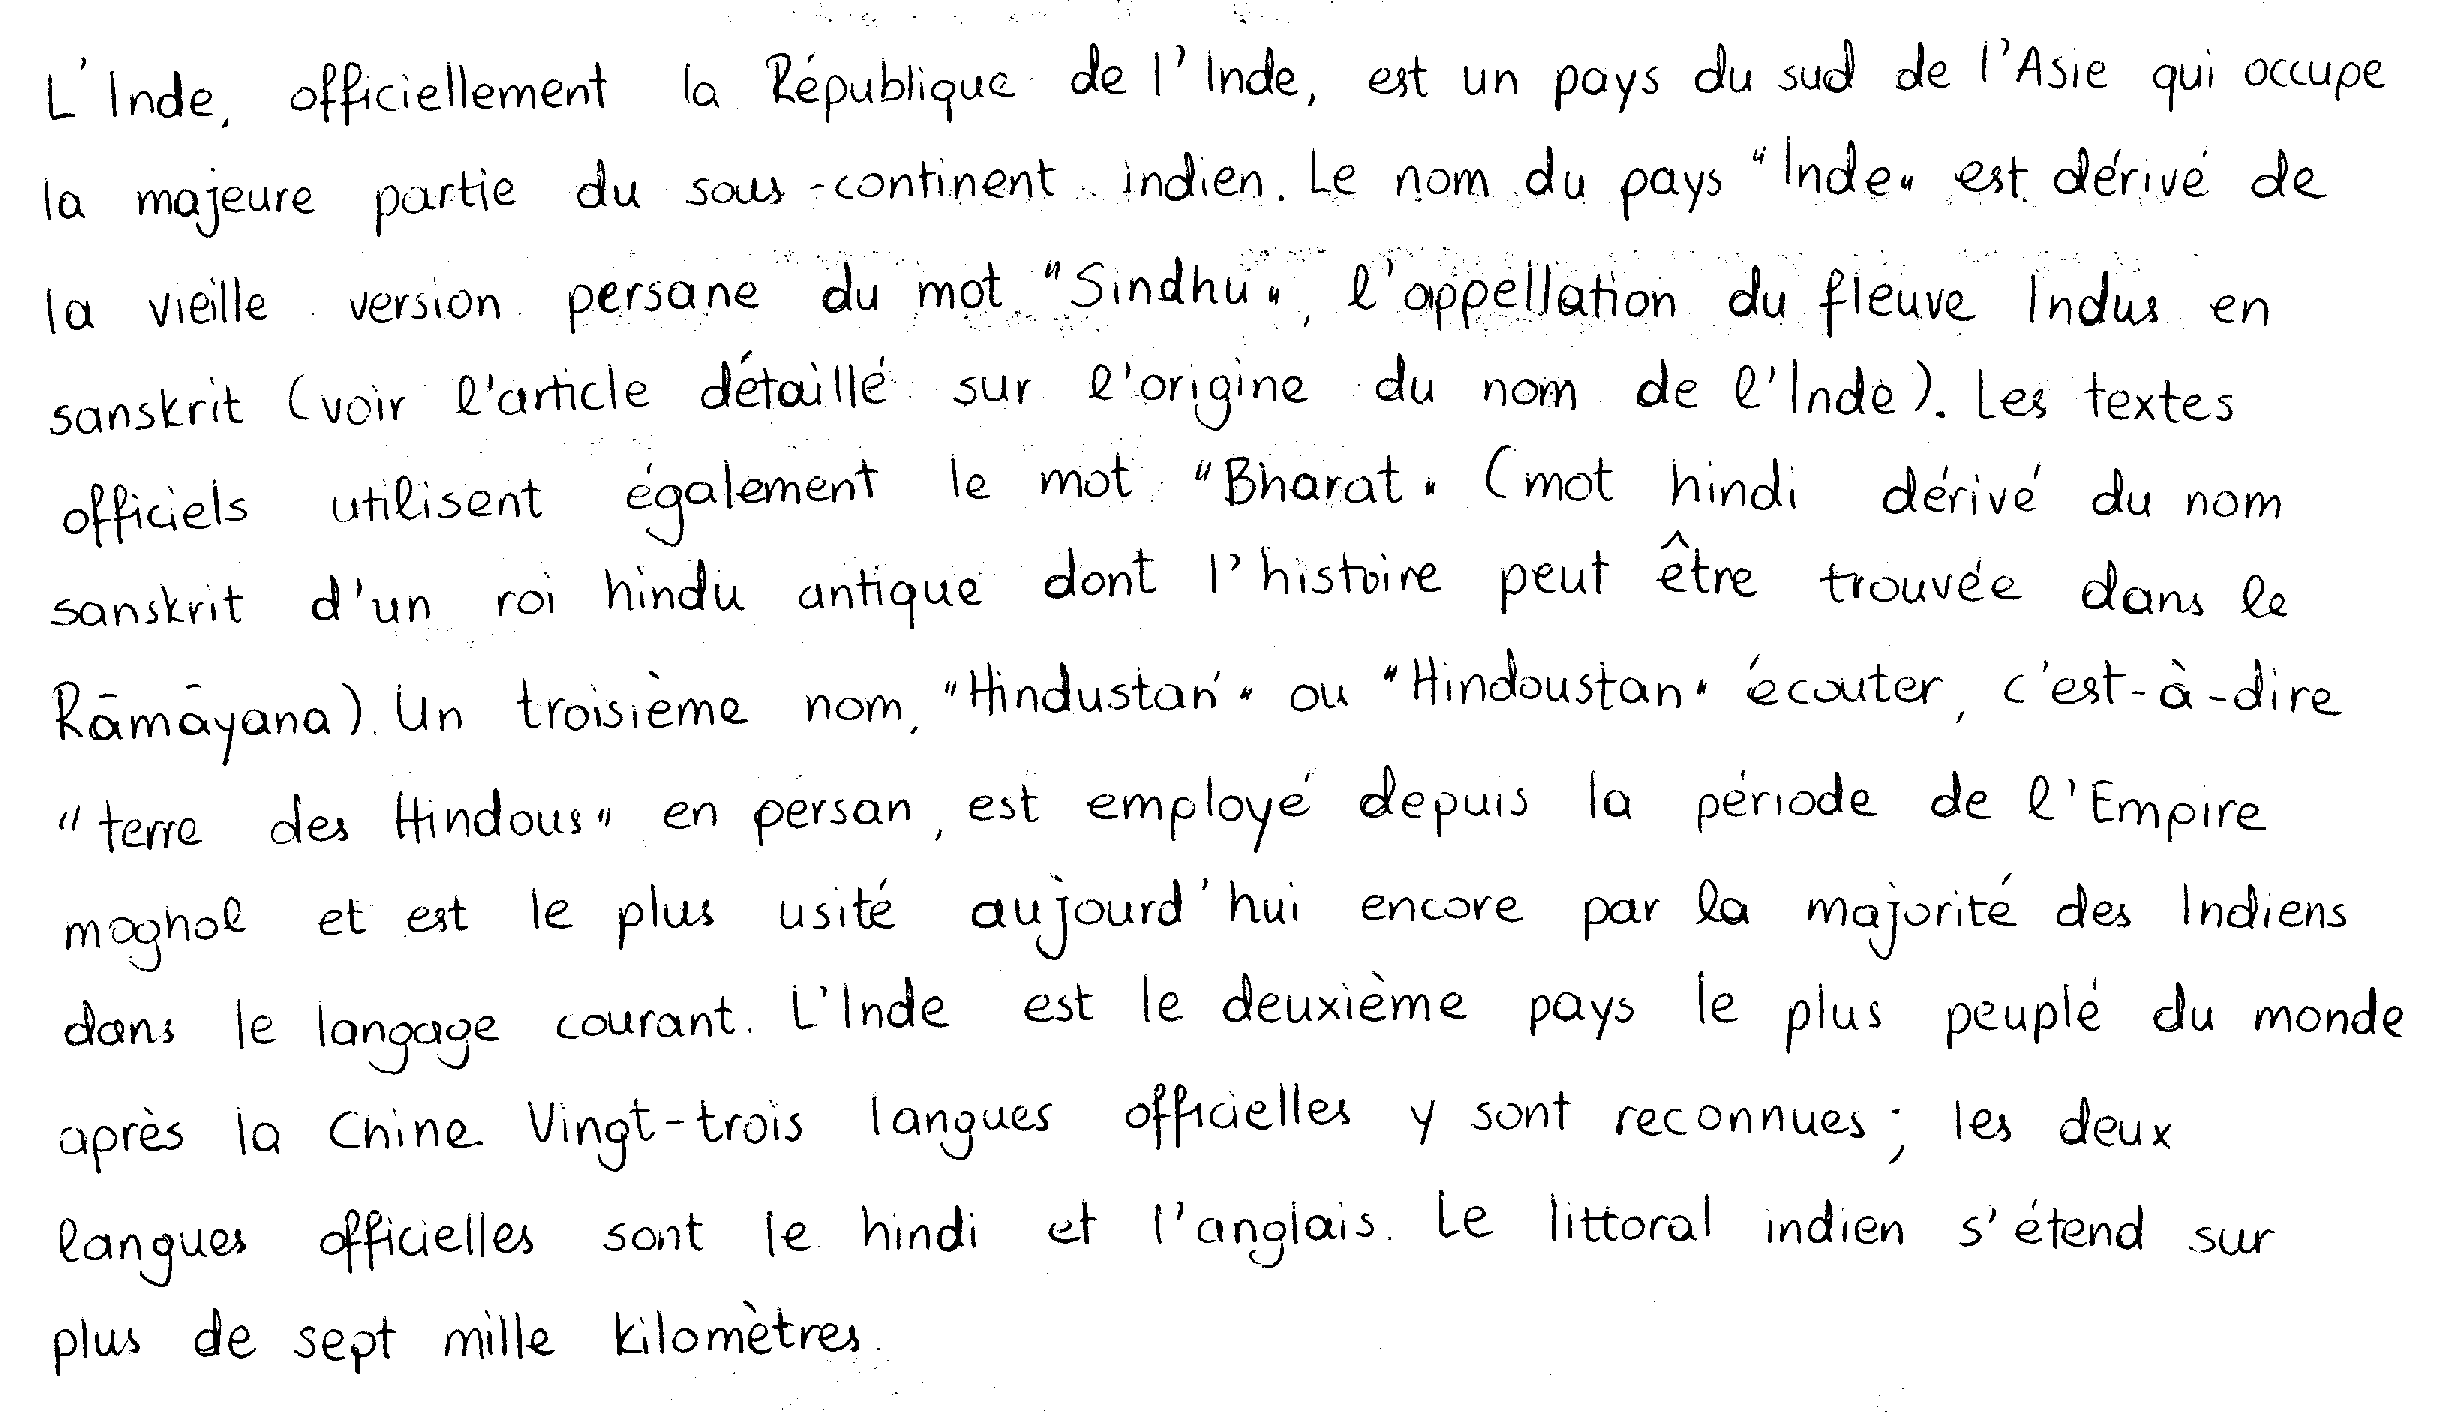 L'Inde, officiellement la République de l'Inde, est un pays du sud de l'Asie qui occupe
la majeure partie du sous-continent indien. Le nom du pays "Inde" est dérivé de
la vieille version persane du mot "Sindhu", l'appellation du fleuve Indus en
sanskrit (voir l'article détaillé sur l'origine du nom de l'Inde). Les textes
officiels utilisent également le mot "Bharat" (mot hindi dérivé du nom
sanskrit d'un roi hindu antique dont l'histoire peut être trouvée dans le
Rāmāyana). Un troisième nom, "Hindustan" ou "Hindoustan" écouter, c'est-à-dire
"terre des Hindous" en persan, est employé depuis la période de l'Empire
moghol et est le plus usité aujourd'hui encore par la majorité des Indiens
dans le langage courant. L'Inde est le deuxième pays le plus peuplé du monde
après la Chine. Vingt-trois langues officielles y sont reconnues; les deux
langues officielles sont le hindi et l'anglais. Le littoral indien s'étend sur
plus de sept mille kilomètres.